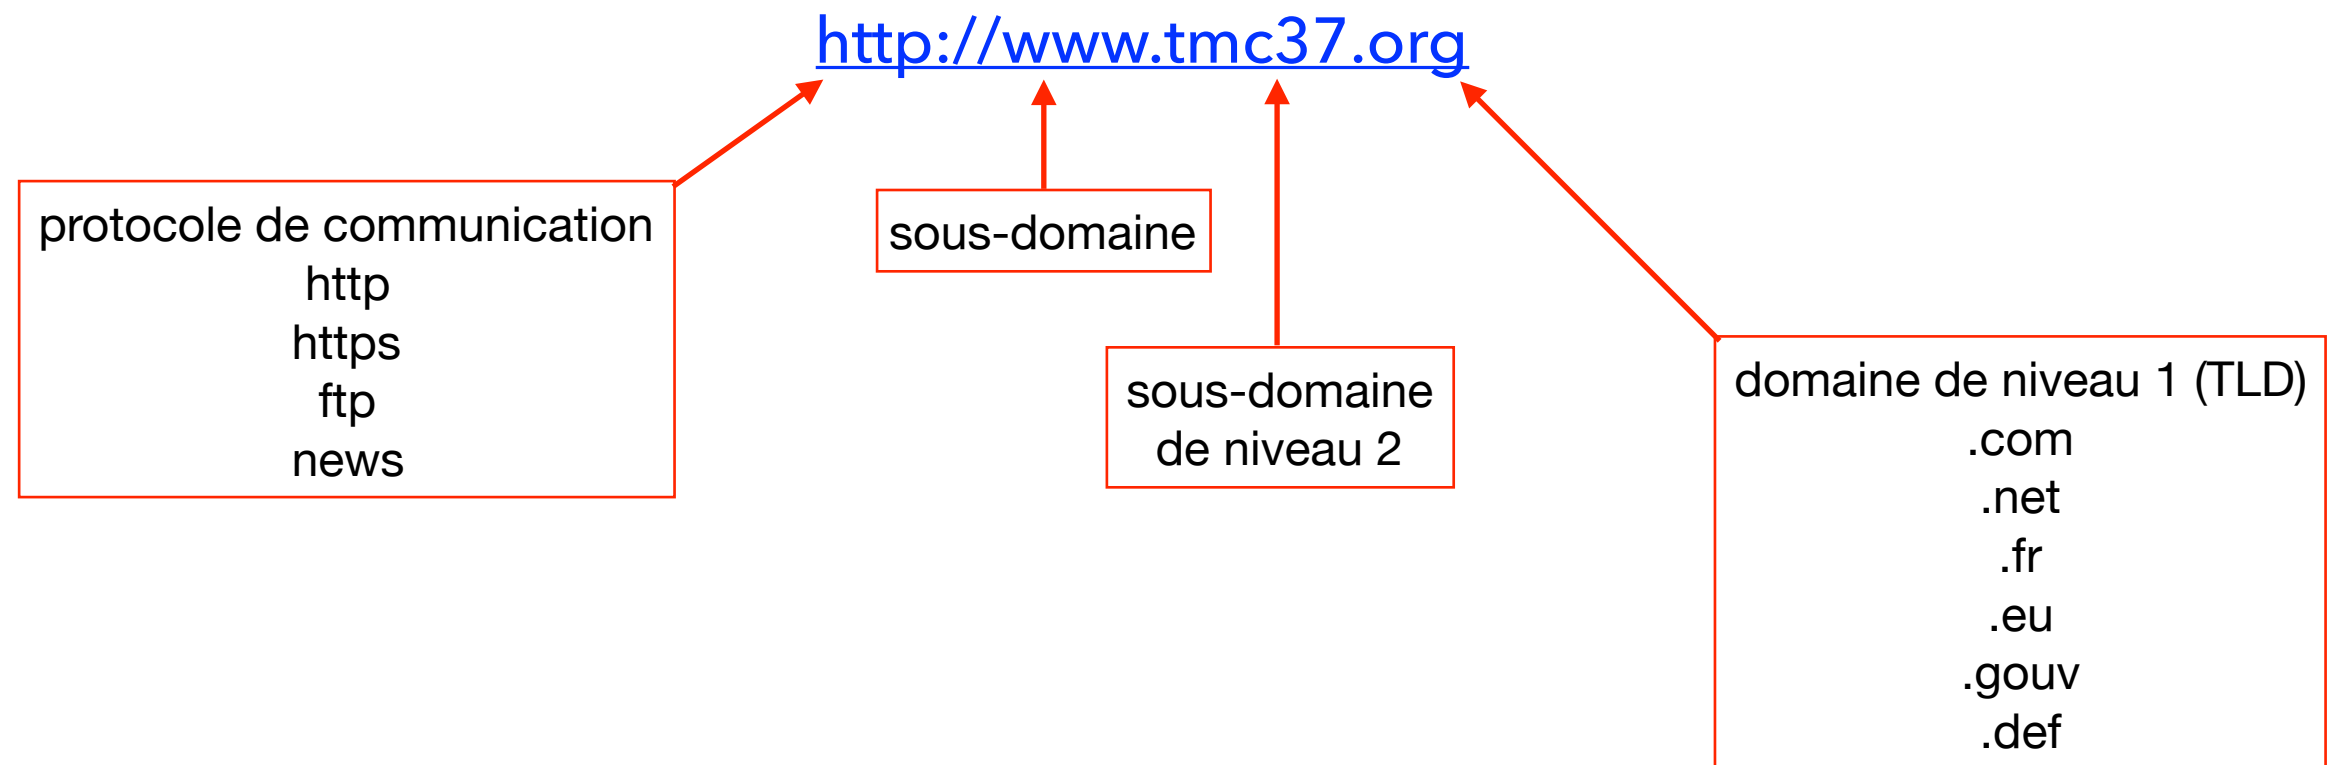 http://www.tmc37.org
protocole de communication
http
https
ftp
news
sous-domaine
sous-domaine
de niveau 2
domaine de niveau 1 (TLD)
.com
.net
.fr
.eu
.gouv
.def